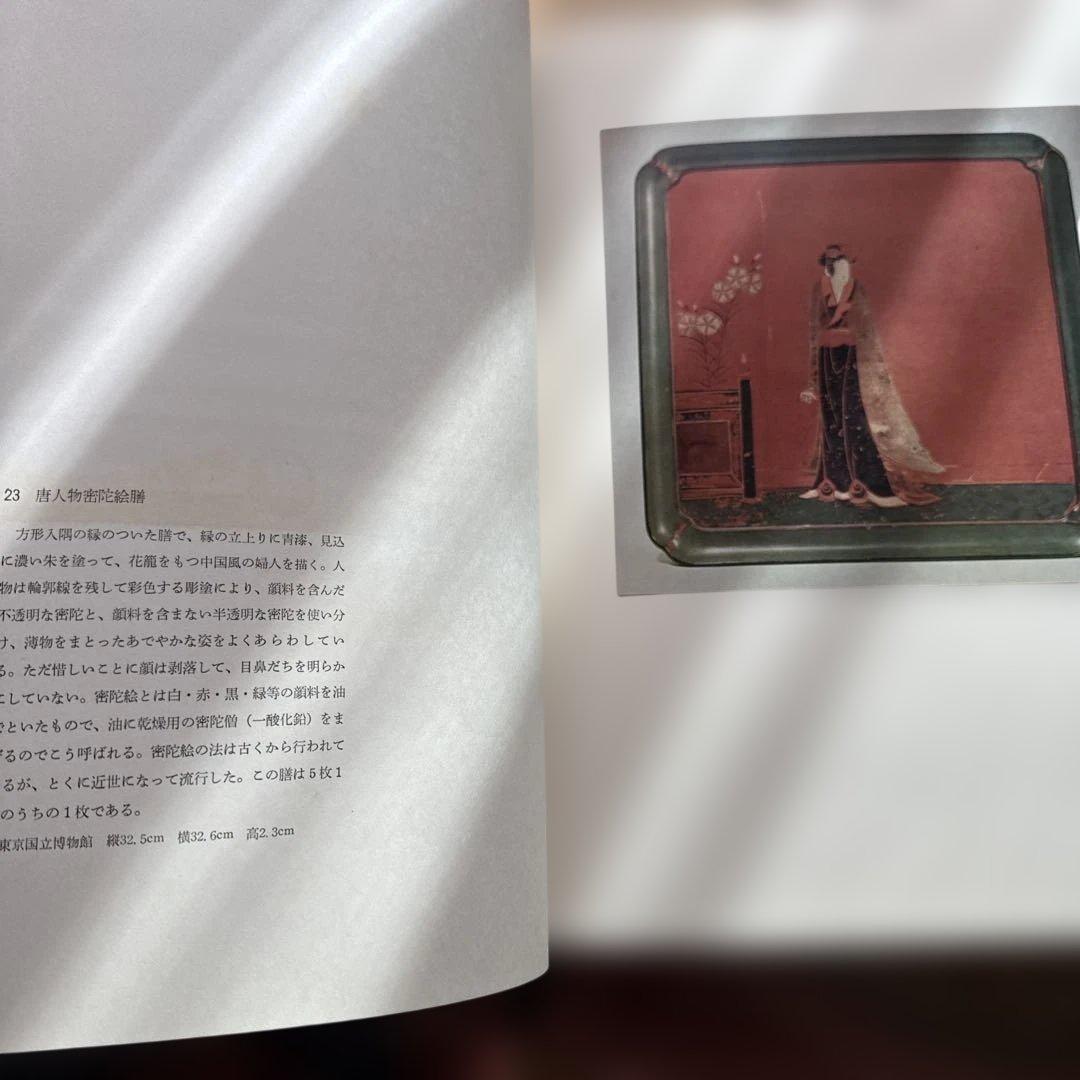 23 唐人物密陀絵膳
方形入隅の縁のついた膳で、縁の立上りに青漆、見込
に濃い朱を塗って、花籠をもつ中国風の婦人を描く。人
物は輪郭線を残して彩色する彫塗により、顔料を含んだ
不透明な密陀と、顔料を含まない半透明な密陀を使い分
け、薄物をまとったあでやかな姿をよくあらわしてい
る。ただ惜しいことに顔は剥落して、目鼻だちを明らか
にしていない。密陀絵とは白・赤・黒・緑等の顔料を油
でといたもので、油に乾燥用の密陀僧（一酸化鉛）をま
ぜるのでこう呼ばれる。密陀絵の法は古くから行われて
るが、とくに近世になって流行した。この膳は5枚1
のうちの1枚である。
東京国立博物館 縦32.5cm 横32.6cm 高2.3cm